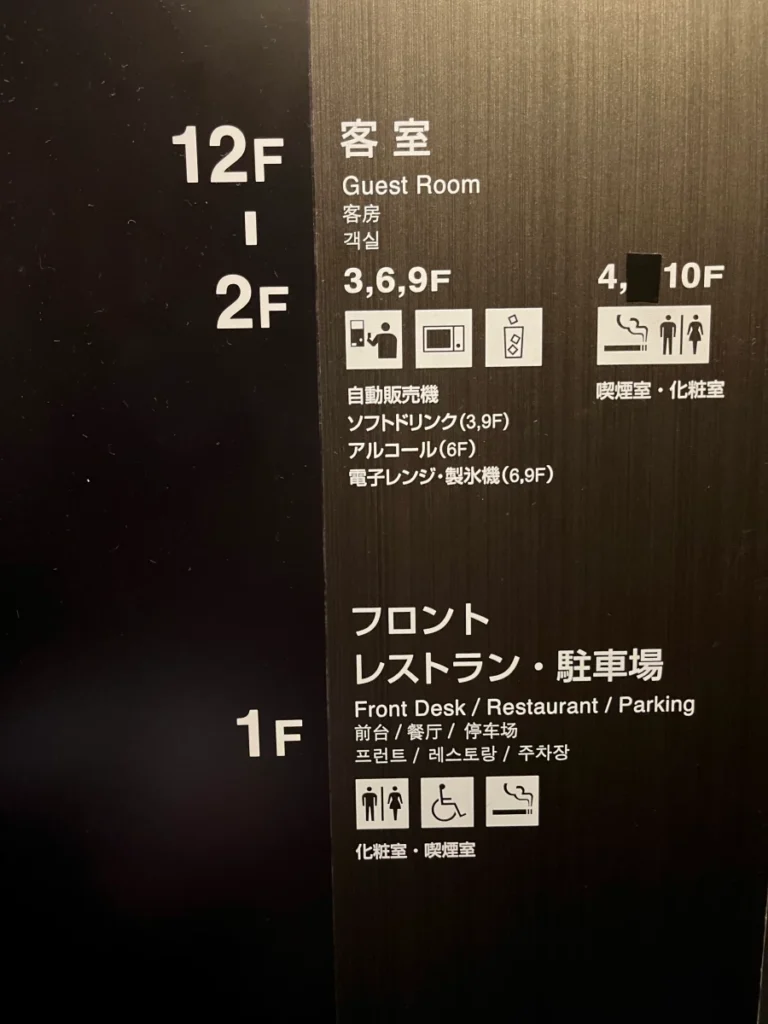 12F
2F
客室
Guest Room
客房
객실
3,6,9F
4, 10F
自動販売機
ソフトドリンク(3,9F)
アルコール(6F)
電子レンジ・製氷機(6,9F)
喫煙室・化粧室
1F
フロント
レストラン・駐車場
Front Desk / Restaurant / Parking
前台 / 餐厅 / 停车场
프런트 / 레스토랑 / 주차장
化粧室・喫煙室